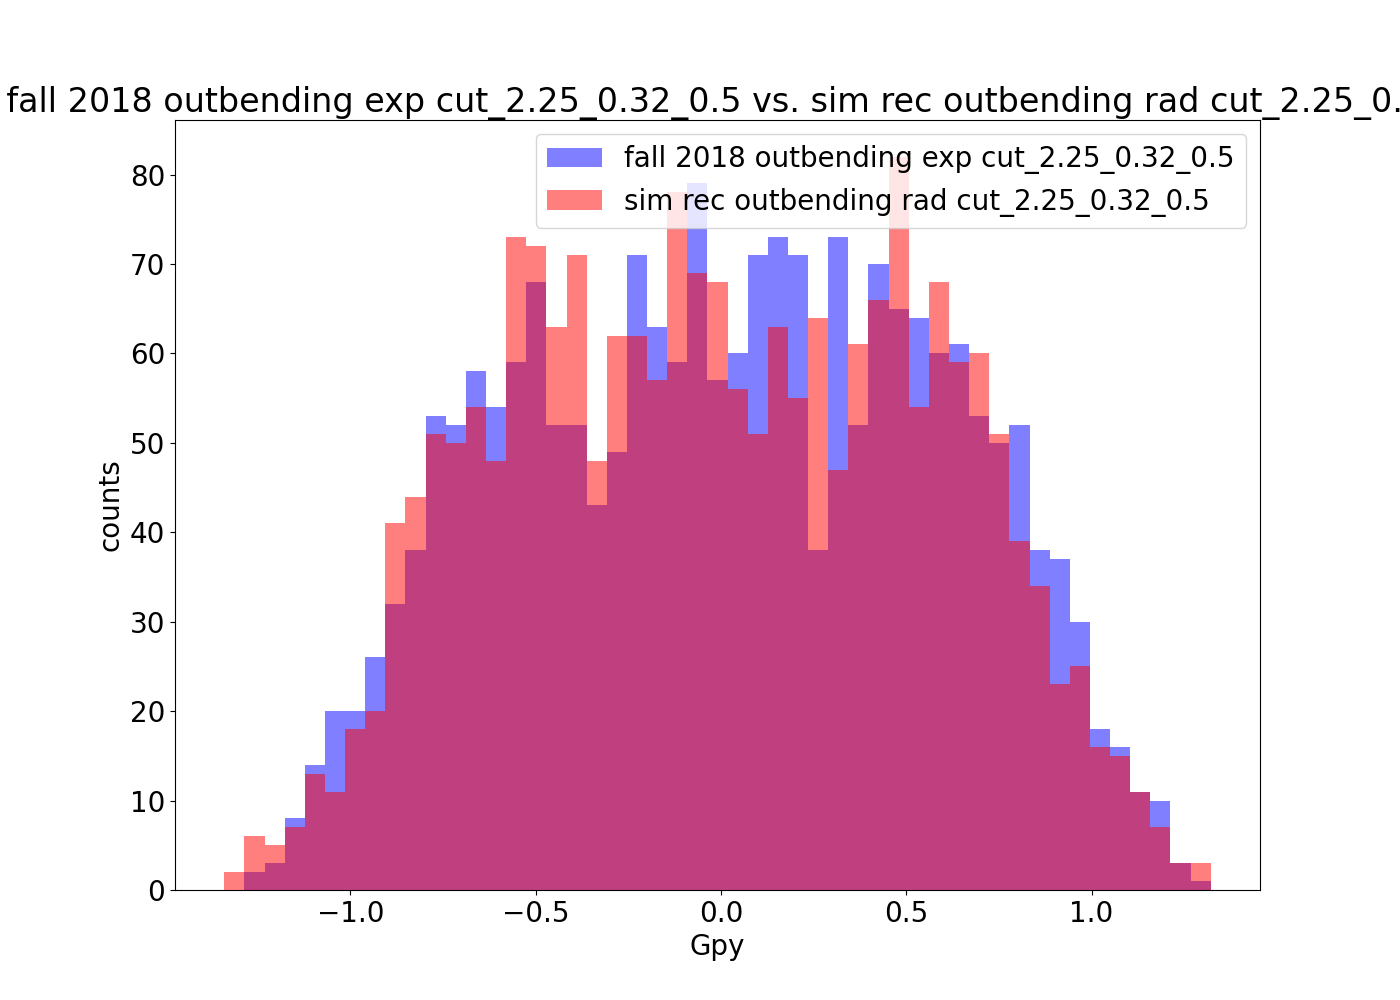 fall 2018 outbending exp cut_2.25_0.32_0.5 vs. sim rec outbending rad cut_2.25_0.
fall 2018 outbending exp cut_2.25_0.32_0.5
sim rec outbending rad cut_2.25_0.32_0.5
80
70
60
50
40
30
20
10
0
counts
−1.0 −0.5 0.0 0.5 1.0
Gpy